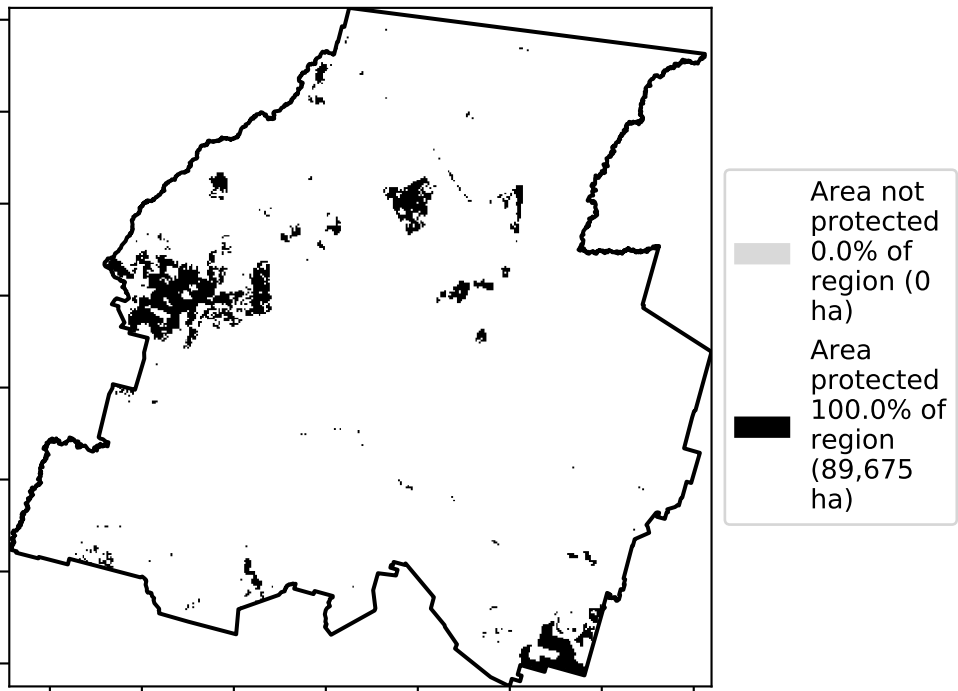 Area not
protected
0.0% of
region (0
ha)
Area
protected
100.0% of
region
(89,675
ha)